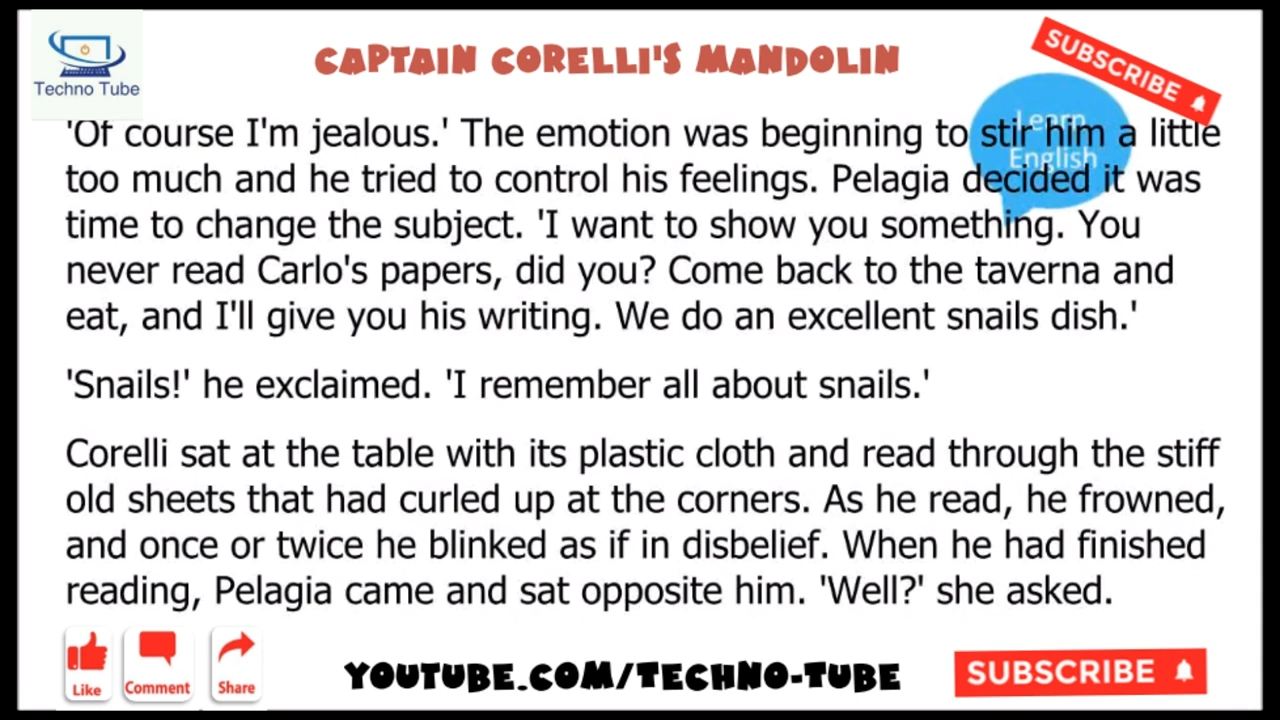 CAPTAIN CORELLI'S MANDOLIN
SUBSCRIBE
Techno Tube
Learn
English
'Of course I'm jealous.' The emotion was beginning to stir him a little
too much and he tried to control his feelings. Pelagia decided it was
time to change the subject. 'I want to show you something. You
never read Carlo's papers, did you? Come back to the taverna and
eat, and I'll give you his writing. We do an excellent snails dish.'
'Snails!' he exclaimed. 'I remember all about snails.'
Corelli sat at the table with its plastic cloth and read through the stiff
old sheets that had curled up at the corners. As he read, he frowned,
and once or twice he blinked as if in disbelief. When he had finished
reading, Pelagia came and sat opposite him. 'Well?' she asked.
Like
Comment
Share
YOUTUBE.COM/TECHNO-TUBE
SUBSCRIBE